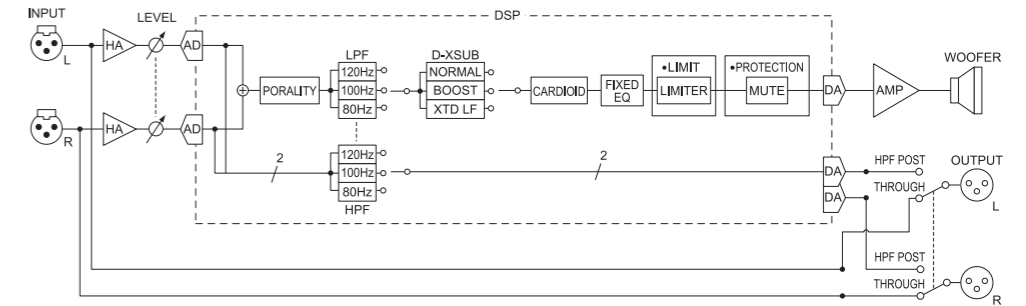 INPUT
LEVEL
DSP
L
HA
AD
LPF
120Hz
100Hz
80Hz
D-XSUB
NORMAL
BOOST
XTD LF
PORALITY
CARDIOID
FIXED
EQ
•LIMIT
LIMITER
•PROTECTION
MUTE
DA
AMP
WOOFER
R
HA
AD
2
120Hz
100Hz
80Hz
HPF
2
DA
DA
HPF POST
THROUGH
OUTPUT
L
HPF POST
THROUGH
R